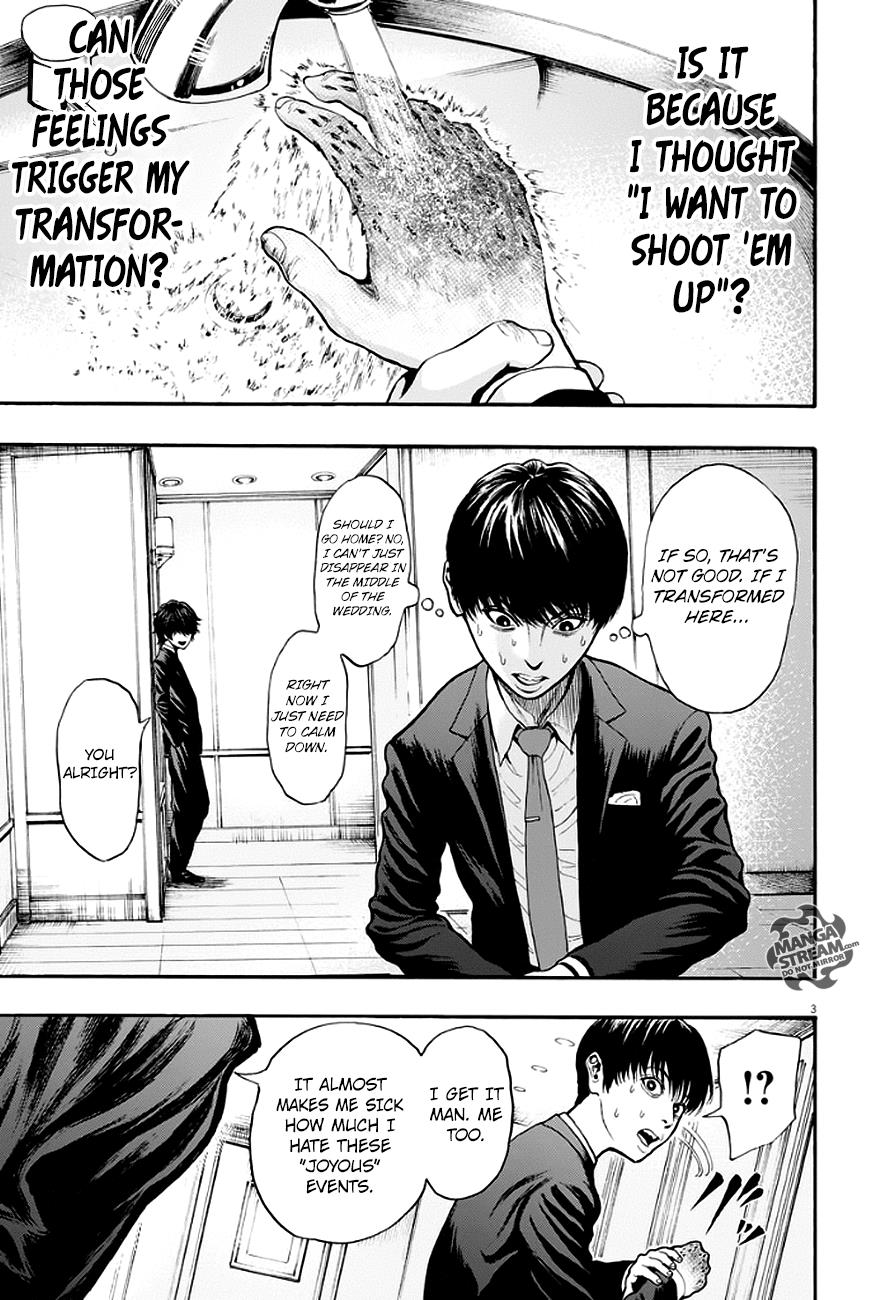 IS IT
BECAUSE
I THOUGHT
"I WANT TO
SHOOT 'EM
UP"?
CAN
THOSE
FEELINGS
TRIGGER MY
TRANSFOR-
MATION?
IF SO, THAT'S
NOT GOOD. IF I
TRANSFORMED
HERE...
SHOULD I
GO HOME? NO,
I CAN'T JUST
DISAPPEAR IN
THE MIDDLE
OF THE
WEDDING.
RIGHT
NOW I
JUST NEED
TO CALM
DOWN.
YOU
ALRIGHT?
MANGA
STREAM.com
DO NOT MIRROR
3
!?
I GET IT
MAN. ME
TOO.
IT ALMOST
MAKES ME SICK
HOW MUCH I
HATE THESE
"JOYOUS"
EVENTS.